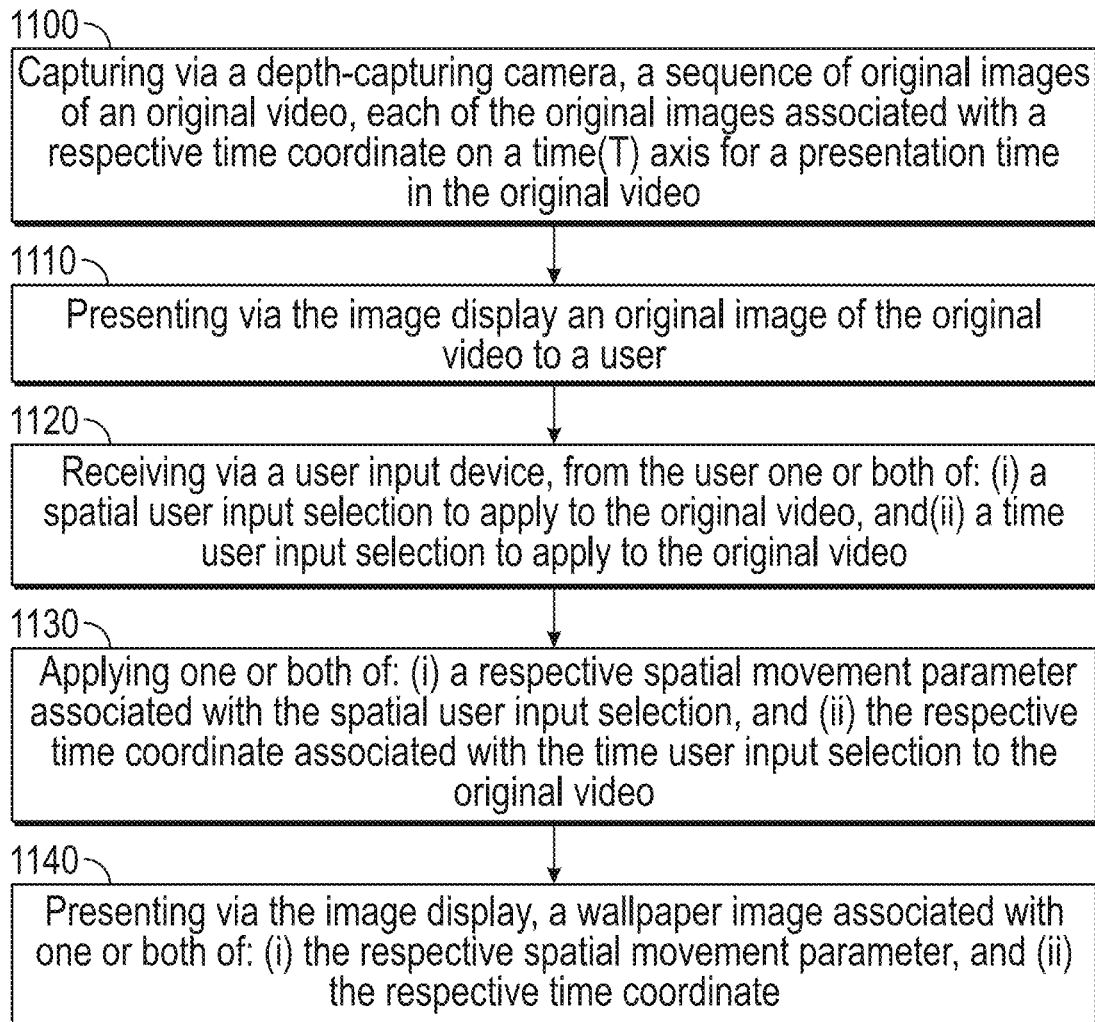 1100
Capturing via a depth-capturing camera, a sequence of original images
of an original video, each of the original images associated with a
respective time coordinate on a time(T) axis for a presentation time
in the original video
1110
Presenting via the image display an original image of the original
video to a user
1120
Receiving via a user input device, from the user one or both of: (i) a
spatial user input selection to apply to the original video, and(ii) a time
user input selection to apply to the original video
1130
Applying one or both of: (i) a respective spatial movement parameter
associated with the spatial user input selection, and (ii) the respective
time coordinate associated with the time user input selection to the
original video
1140
Presenting via the image display, a wallpaper image associated with
one or both of: (i) the respective spatial movement parameter, and (ii)
the respective time coordinate